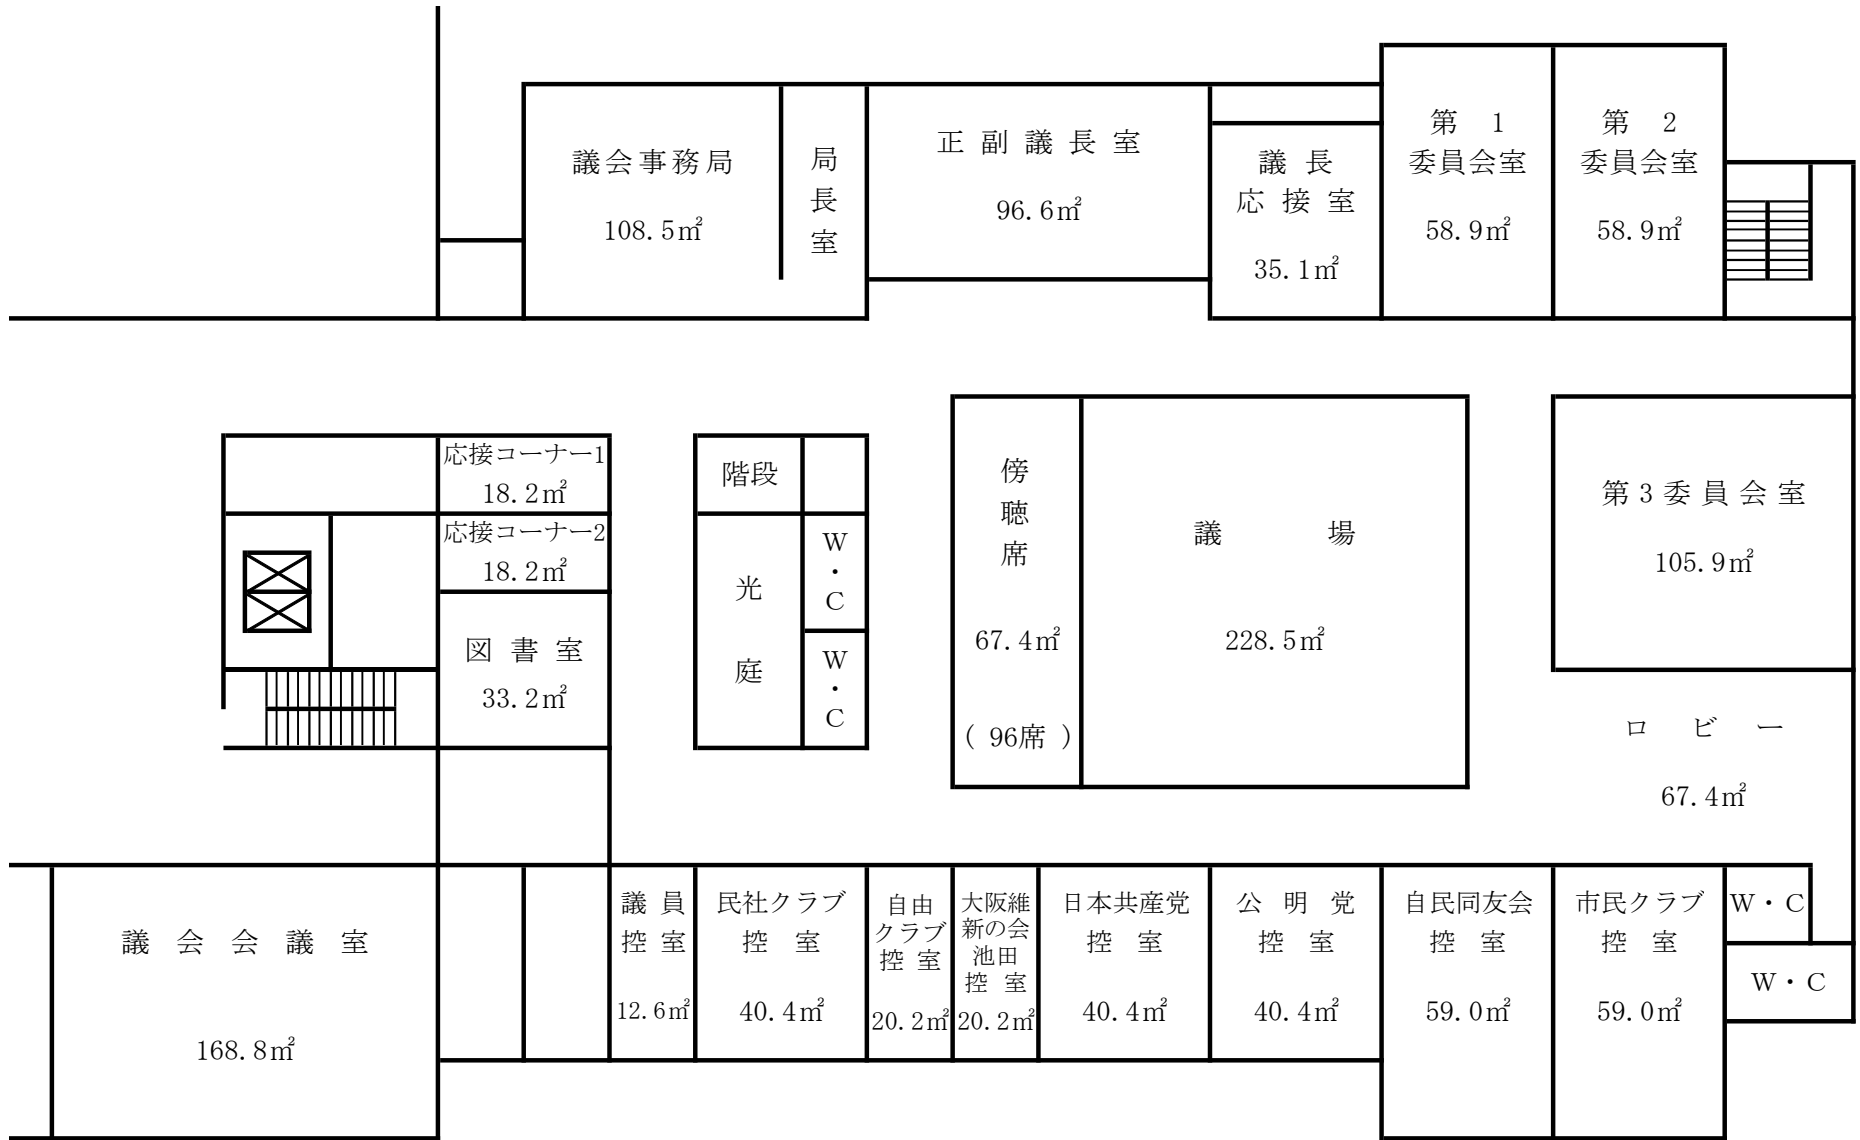 議会事務局
108.5㎡
局
長
室
正副議長室
96.6㎡
議長
応接室
35.1㎡
第1
委員会室
58.9㎡
第2
委員会室
58.9㎡
応接コーナー1
18.2㎡
応接コーナー2
18.2㎡
図書室
33.2㎡
階段
光
庭
W
・
C
W
・
C
傍
聴
席
67.4㎡
(96席)
議場
228.5㎡
第3委員会室
105.9㎡
ロビー
67.4㎡
議会会議室
168.8㎡
議員
控室
12.6㎡
民社クラブ
控室
40.4㎡
自由
クラブ
控室
20.2㎡
大阪維
新の会
池田
控室
20.2㎡
日本共産党
控室
40.4㎡
公明党
控室
40.4㎡
自民同友会
控室
59.0㎡
市民クラブ
控室
59.0㎡
W・C
W・C